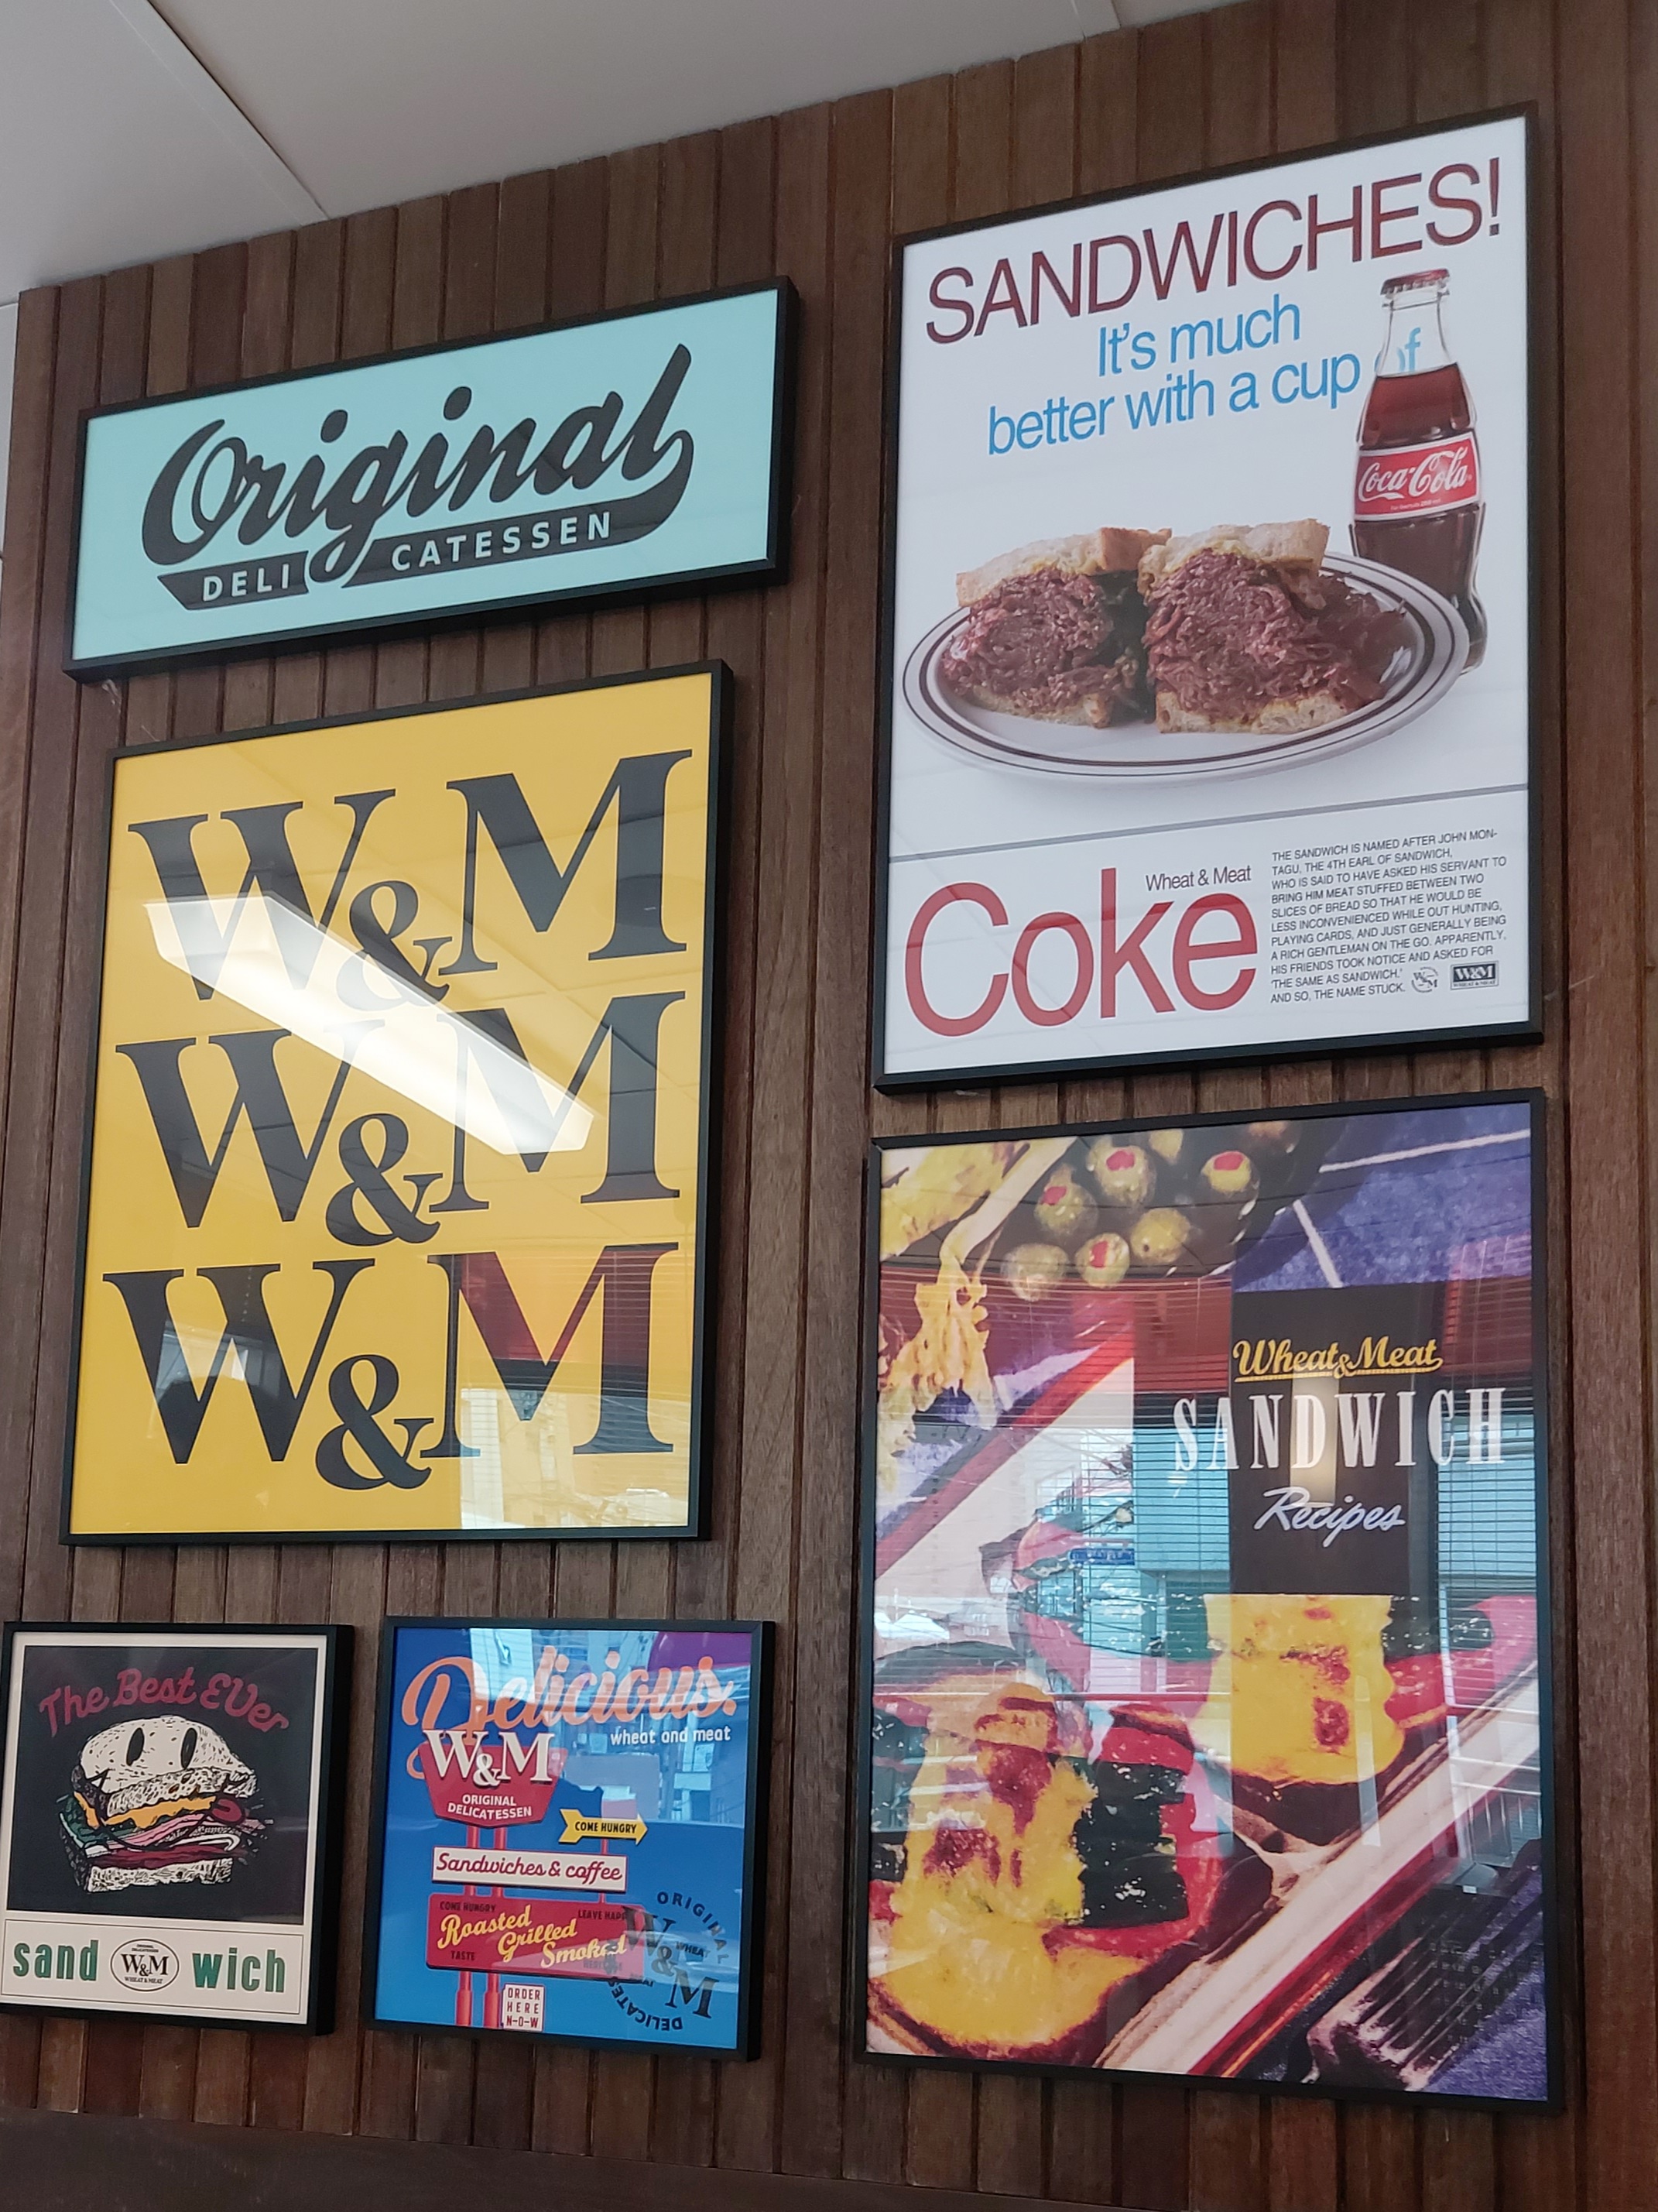 Original
DELI CATESSEN
SANDWICHES!
It's much
better with a cup of
Coca-Cola
Wheat & Meat
Coke
THE SANDWICH IS NAMED AFTER JOHN MON-
TAGU, THE 4TH EARL OF SANDWICH,
WHO IS SAID TO HAVE ASKED HIS SERVANT TO
BRING HIM MEAT STUFFED BETWEEN TWO
SLICES OF BREAD SO THAT HE WOULD BE
LESS INCONVENIENCED WHILE OUT HUNTING,
PLAYING CARDS, AND JUST GENERALLY BEING
A RICH GENTLEMAN ON THE GO. APPARENTLY,
HIS FRIENDS TOOK NOTICE AND ASKED FOR
'THE SAME AS SANDWICH.'
AND SO, THE NAME STUCK.
W&M
W&M
WHEAT & MEAT
W&M
W&M
W&M
Wheat & Meat
SANDWICH
Recipes
The Best EVer
sand W&M wich
WHEAT & MEAT
Delicious.
wheat and meat
W&M
ORIGINAL
DELICATESSEN
COME HUNGRY
Sandwiches & coffee
COME HUNGRY
LEAVE HAPPY
Roasted
Grilled
Smoked
TASTE
ORDER
HERE
N-O-W
ORIGINAL
WHEAT
W&M
MEAT
DELICATESSEN